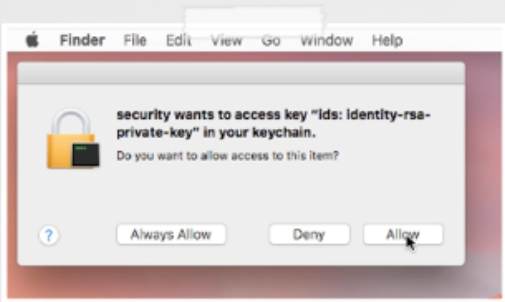 Finder File Edit View Go Window Help
security wants to access key "ids: identity-rsa-
private-key" in your keychain.
Do you want to allow access to this item?
? Always Allow Deny Allow